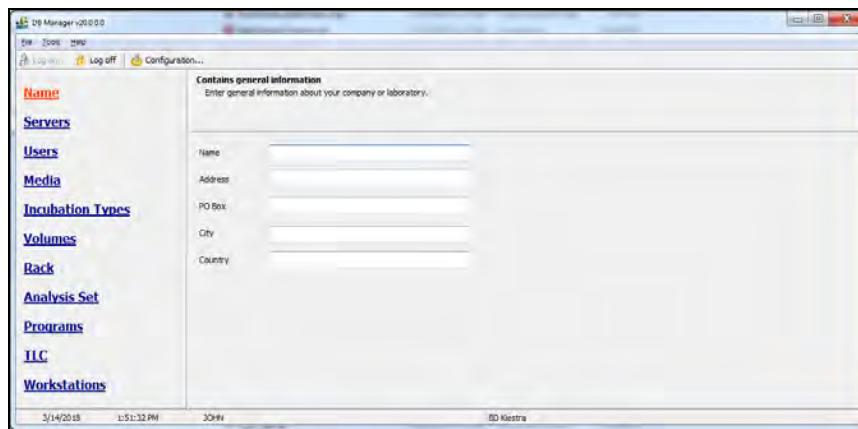 DB Manager v20.0.0.0
File Tools Help
Log on... Log off Configuration...
Name
Servers
Users
Media
Incubation Types
Volumes
Rack
Analysis Set
Programs
TLC
Workstations
Contains general information
Enter general information about your company or laboratory.
Name
Address
PO Box
City
Country
3/14/2018 1:51:32 PM JOHN BD Kiestra